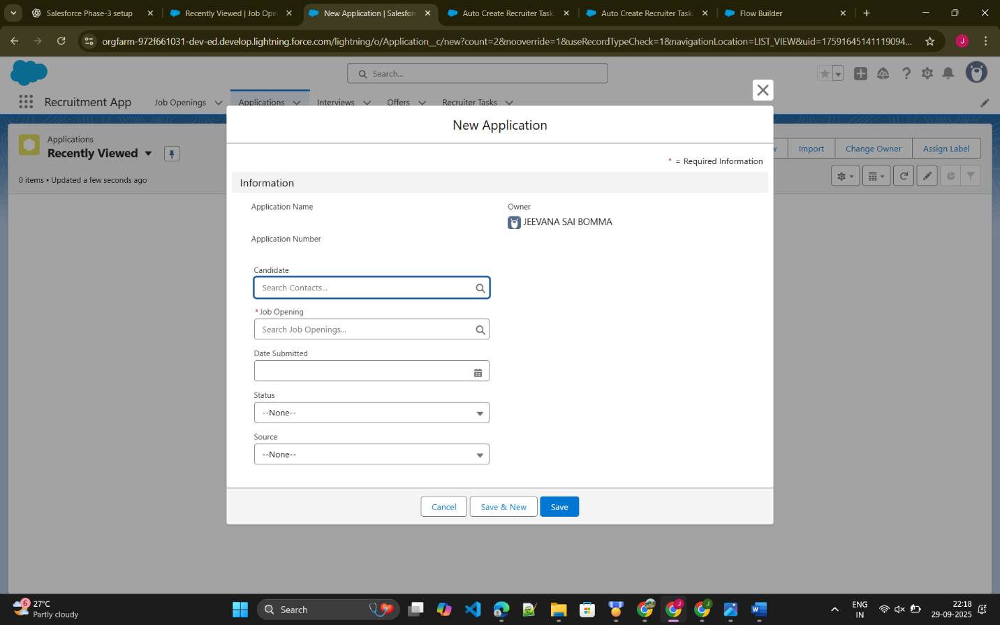 Salesforce Phase-3 setup
Recently Viewed | Job Ope
New Application | Salesforc
Auto Create Recruiter Task
Auto Create Recruiter Task
Flow Builder
orgfarm-972f661031-dev-ed.develop.lightning.force.com/lightning/o/Application__c/new?count=2&nooverride=1&useRecordTypeCheck=1&navigationLocation=LIST_VIEW&uid=17591645141119094...
J
Search...
Recruitment App
Job Openings
Applications
Interviews
Offers
Recruiter Tasks
Applications
Recently Viewed
0 items • Updated a few seconds ago
Import
Change Owner
Assign Label
New Application
* = Required Information
Information
Application Name
Owner
JEEVANA SAI BOMMA
Application Number
Candidate
Search Contacts...
*Job Opening
Search Job Openings...
Date Submitted
Status
--None--
Source
--None--
Cancel
Save & New
Save
6
27°C
Partly cloudy
Search
ENG
IN
22:18
29-09-2025